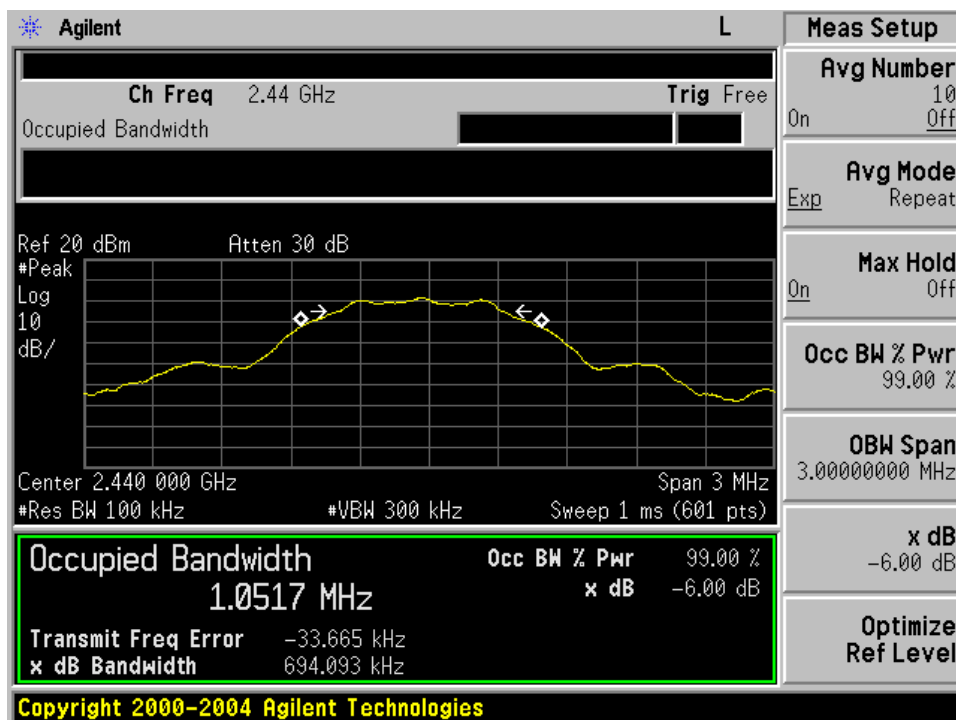 Agilent
L
Ch Freq 2.44 GHz
Trig Free
Occupied Bandwidth
Ref 20 dBm Atten 30 dB
#Peak
Log
10
dB/
Center 2.440 000 GHz Span 3 MHz
#Res BW 100 kHz #VBW 300 kHz Sweep 1 ms (601 pts)
Occupied Bandwidth
1.0517 MHz
Occ BW % Pwr 99.00 %
x dB -6.00 dB
Transmit Freq Error -33.665 kHz
x dB Bandwidth 694.093 kHz
Copyright 2000-2004 Agilent Technologies
Meas Setup
Avg Number
10
On Off
Avg Mode
Exp Repeat
Max Hold
On Off
Occ BW % Pwr
99.00 %
OBW Span
3.00000000 MHz
x dB
-6.00 dB
Optimize
Ref Level